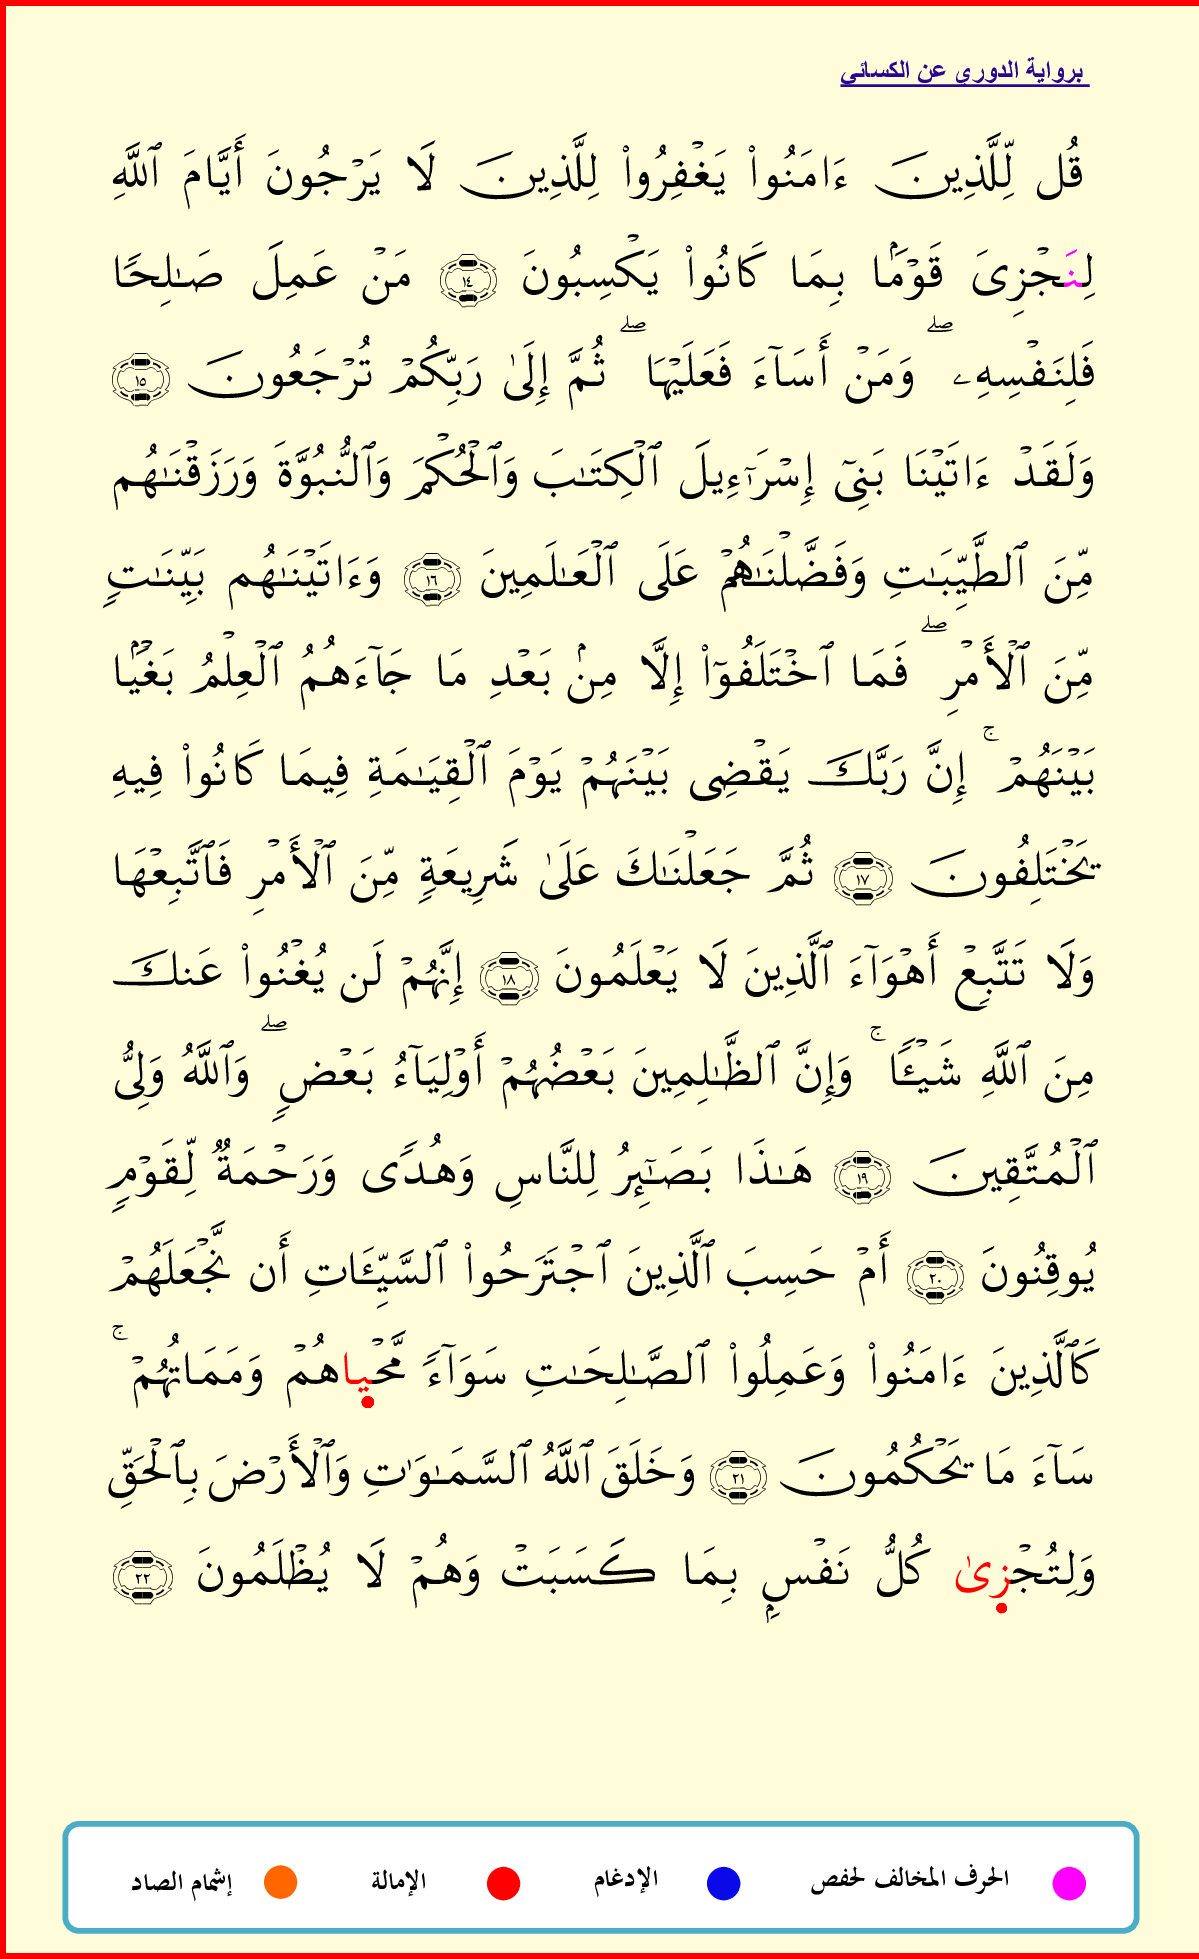 برواية الدوري عن الكسائي
قُل لِّلَّذِينَ ءَامَنُوا۟ يَغْفِرُوا۟ لِلَّذِينَ لَا يَرْجُونَ أَيَّامَ ٱللَّهِ
لِنَجْزِىَ قَوْمًۢا بِمَا كَانُوا۟ يَكْسِبُونَ ١٤ مَنْ عَمِلَ صَـٰلِحًا
فَلِنَفْسِهِۦ ۖ وَمَنْ أَسَآءَ فَعَلَيْهَا ۖ ثُمَّ إِلَىٰ رَبِّكُمْ تُرْجَعُونَ ١٥
وَلَقَدْ ءَاتَيْنَا بَنِىٓ إِسْرَٰٓءِيلَ ٱلْكِتَـٰبَ وَٱلْحُكْمَ وَٱلنُّبُوَّةَ وَرَزَقْنَـٰهُم
مِّنَ ٱلطَّيِّبَـٰتِ وَفَضَّلْنَـٰهُمْ عَلَى ٱلْعَـٰلَمِينَ ١٦ وَءَاتَيْنَـٰهُم بَيِّنَـٰتٍ
مِّنَ ٱلْأَمْرِ ۖ فَمَا ٱخْتَلَفُوٓا۟ إِلَّا مِنۢ بَعْدِ مَا جَآءَهُمُ ٱلْعِلْمُ بَغْيًۢا
بَيْنَهُمْ ۚ إِنَّ رَبَّكَ يَقْضِى بَيْنَهُمْ يَوْمَ ٱلْقِيَـٰمَةِ فِيمَا كَانُوا۟ فِيهِ
يَخْتَلِفُونَ ١٧ ثُمَّ جَعَلْنَـٰكَ عَلَىٰ شَرِيعَةٍ مِّنَ ٱلْأَمْرِ فَٱتَّبِعْهَا
وَلَا تَتَّبِعْ أَهْوَآءَ ٱلَّذِينَ لَا يَعْلَمُونَ ١٨ إِنَّهُمْ لَن يُغْنُوا۟ عَنكَ
مِنَ ٱللَّهِ شَيْـًٔا ۚ وَإِنَّ ٱلظَّـٰلِمِينَ بَعْضُهُمْ أَوْلِيَآءُ بَعْضٍ ۖ وَٱللَّهُ وَلِىُّ
ٱلْمُتَّقِينَ ١٩ هَـٰذَا بَصَـٰٓئِرُ لِلنَّاسِ وَهُدًى وَرَحْمَةٌ لِّقَوْمٍ
يُوقِنُونَ ٢٠ أَمْ حَسِبَ ٱلَّذِينَ ٱجْتَرَحُوا۟ ٱلسَّيِّـَٔاتِ أَن نَّجْعَلَهُمْ
كَٱلَّذِينَ ءَامَنُوا۟ وَعَمِلُوا۟ ٱلصَّـٰلِحَـٰتِ سَوَآءً مَّحْيَاهُمْ وَمَمَاتُهُمْ ۚ
سَآءَ مَا يَحْكُمُونَ ٢١ وَخَلَقَ ٱللَّهُ ٱلسَّمَـٰوَٰتِ وَٱلْأَرْضَ بِٱلْحَقِّ
وَلِتُجْزِىٰ كُلُّ نَفْسٍۭ بِمَا كَسَبَتْ وَهُمْ لَا يُظْلَمُونَ ٢٢
الحرف المخالف لحفص الإدغام الإمالة إشمام الصاد